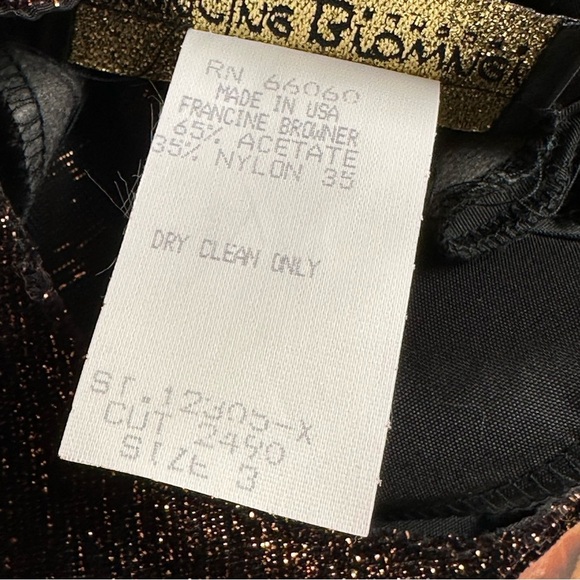 RN 66060
MADE IN USA
FRANCINE BROWNER
65% ACETATE
35% NYLON 35
DRY CLEAN ONLY
ST.12305-X
CUT 2490
SIZE 3